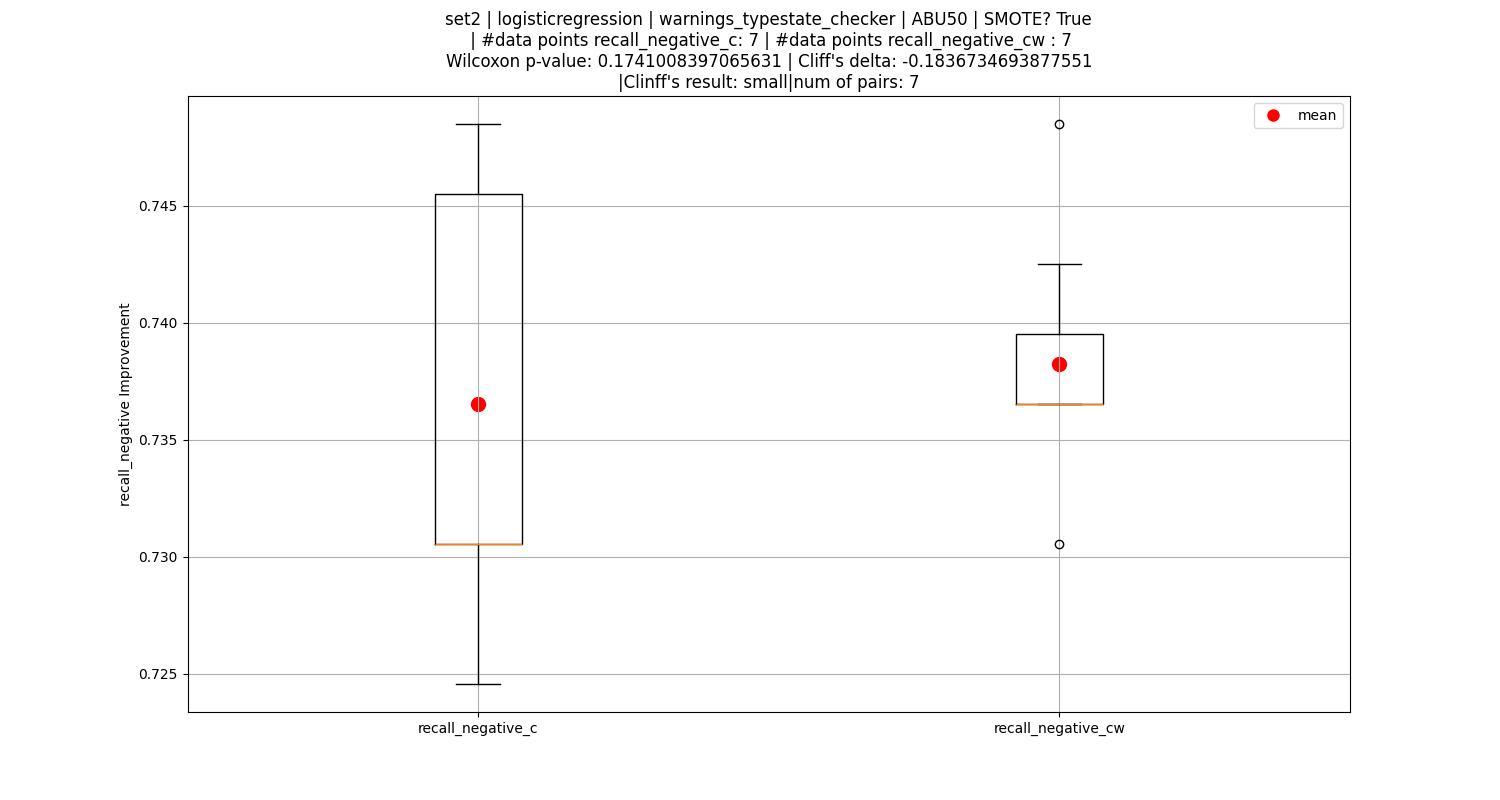 set2 | logisticregression | warnings_typestate_checker | ABU50 | SMOTE? True
| #data points recall_negative_c: 7 | #data points recall_negative_cw : 7
Wilcoxon p-value: 0.1741008397065631 | Cliff's delta: -0.1836734693877551
|Clinff's result: small|num of pairs: 7
mean
0.745
0.740
0.735
0.730
0.725
recall_negative Improvement
recall_negative_c
recall_negative_cw